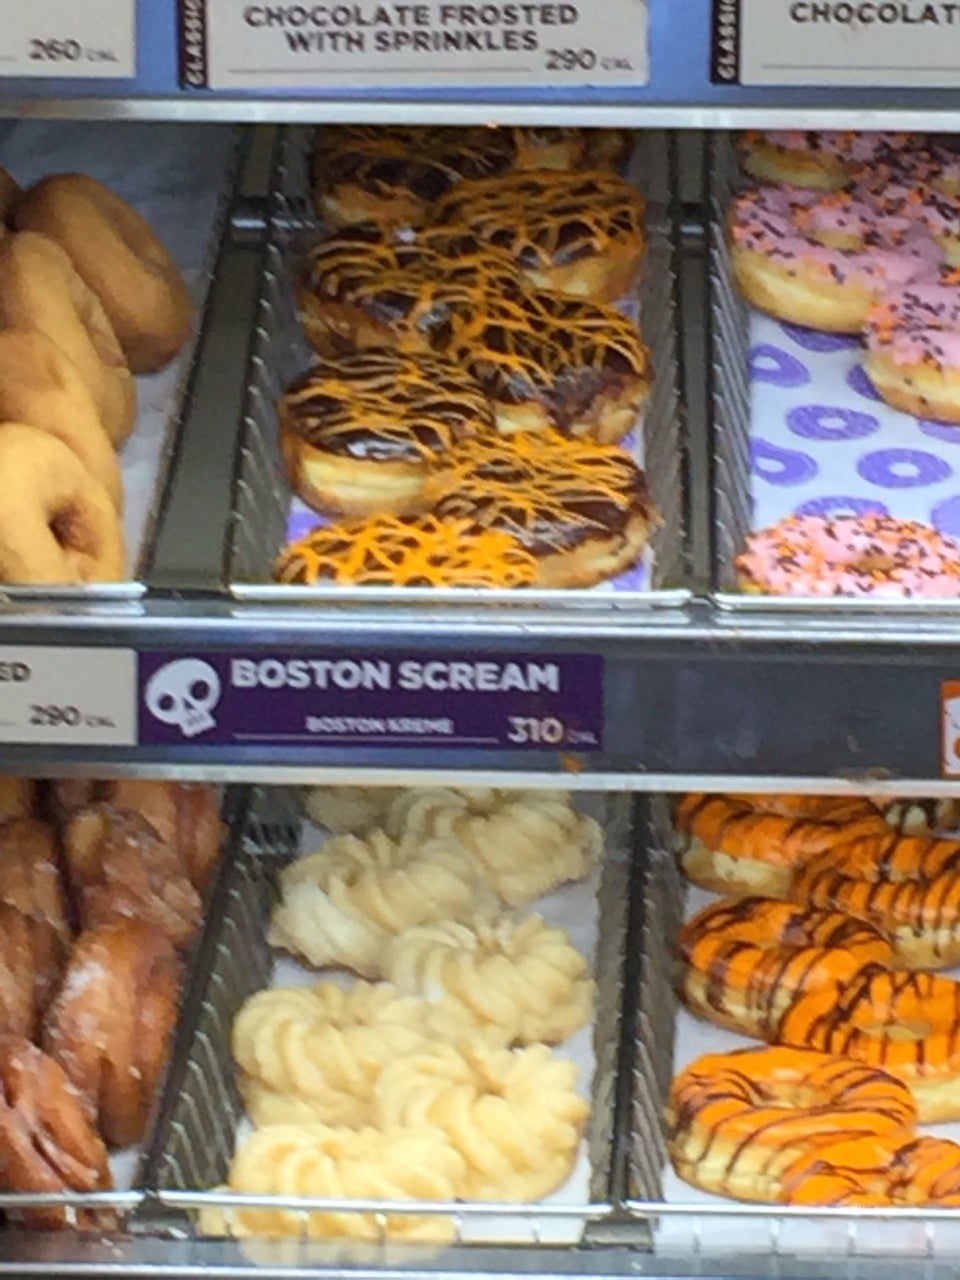 260 CAL
CLASSIC
CHOCOLATE FROSTED
WITH SPRINKLES
290 CAL
CLASSIC
CHOCOLAT
ED
290 CAL
BOSTON SCREAM
BOSTON KREME
310 CAL